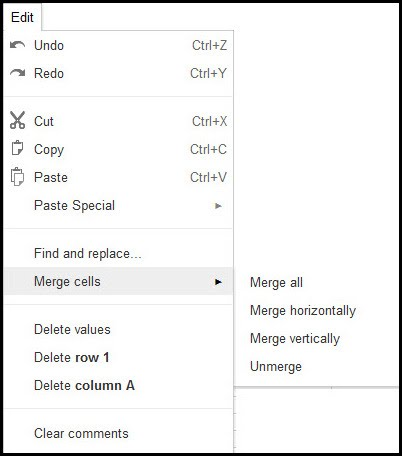 Edit
Undo Ctrl+Z
Redo Ctrl+Y
Cut Ctrl+X
Copy Ctrl+C
Paste Ctrl+V
Paste Special
Find and replace...
Merge cells
Merge all
Merge horizontally
Merge vertically
Unmerge
Delete values
Delete row 1
Delete column A
Clear comments